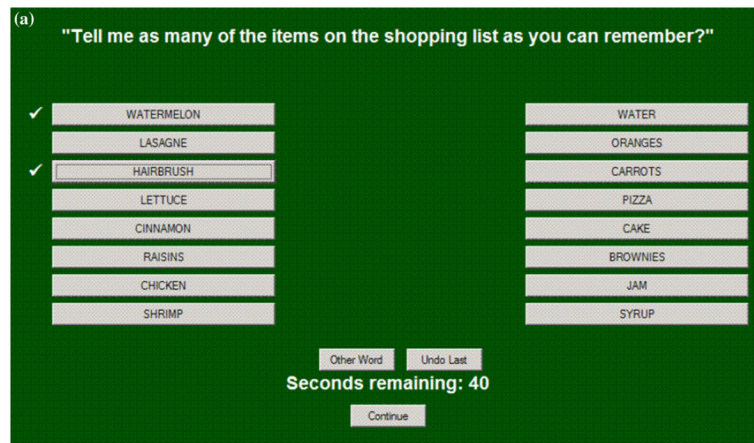 (a)
"Tell me as many of the items on the shopping list as you can remember?"
WATERMELON
LASAGNE
HAIRBRUSH
LETTUCE
CINNAMON
RAISINS
CHICKEN
SHRIMP
WATER
ORANGES
CARROTS
PIZZA
CAKE
BROWNIES
JAM
SYRUP
Other Word Undo Last
Seconds remaining: 40
Continue